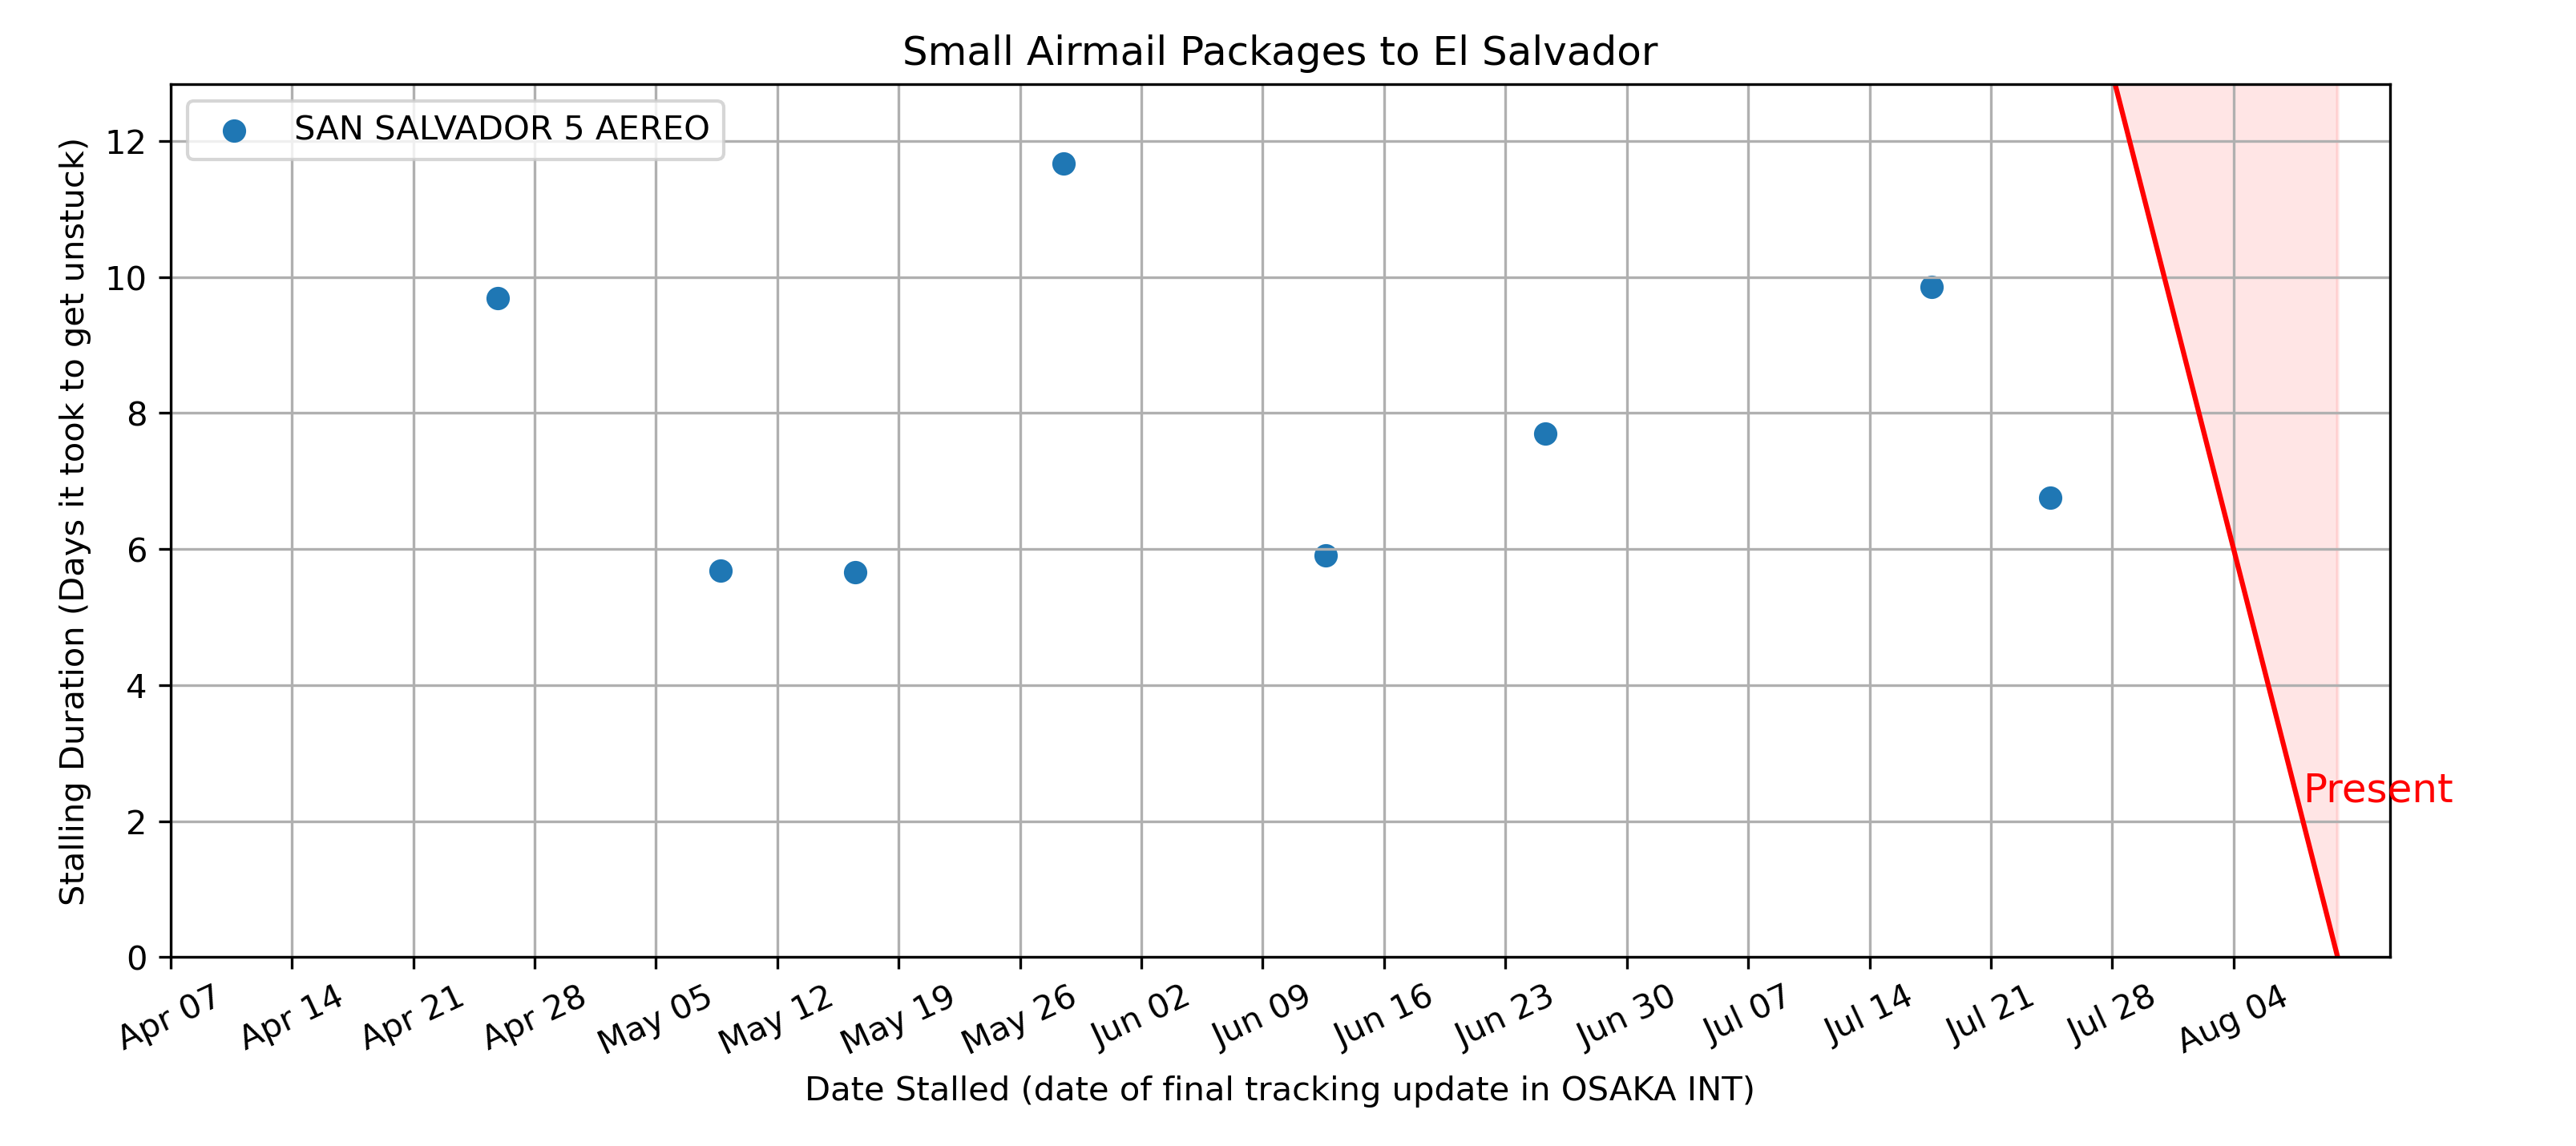 Small Airmail Packages to El Salvador
SAN SALVADOR 5 AEREO
Stalling Duration (Days it took to get unstuck)
12
10
8
6
4
2
0
Present
Apr 07
Apr 14
Apr 21
Apr 28
May 05
May 12
May 19
May 26
Jun 02
Jun 09
Jun 16
Jun 23
Jun 30
Jul 07
Jul 14
Jul 21
Jul 28
Aug 04
Date Stalled (date of final tracking update in OSAKA INT)